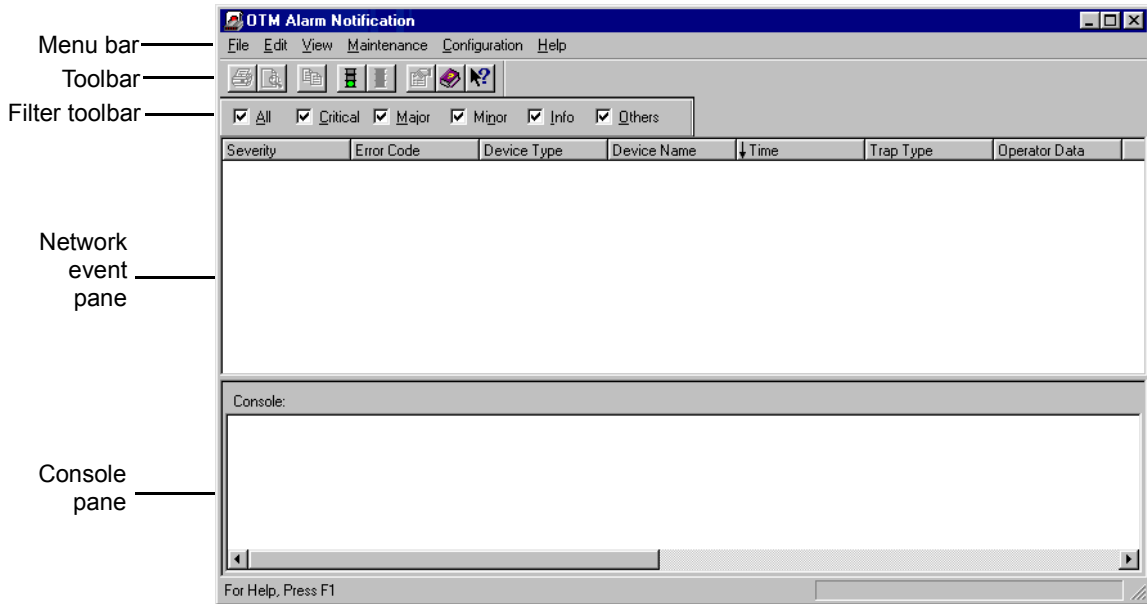 OTM Alarm Notification
Menu bar
File Edit View Maintenance Configuration Help
Toolbar
Filter toolbar
All Critical Major Minor Info Others
Severity Error Code Device Type Device Name Time Trap Type Operator Data
Network
event
pane
Console:
Console
pane
For Help, Press F1